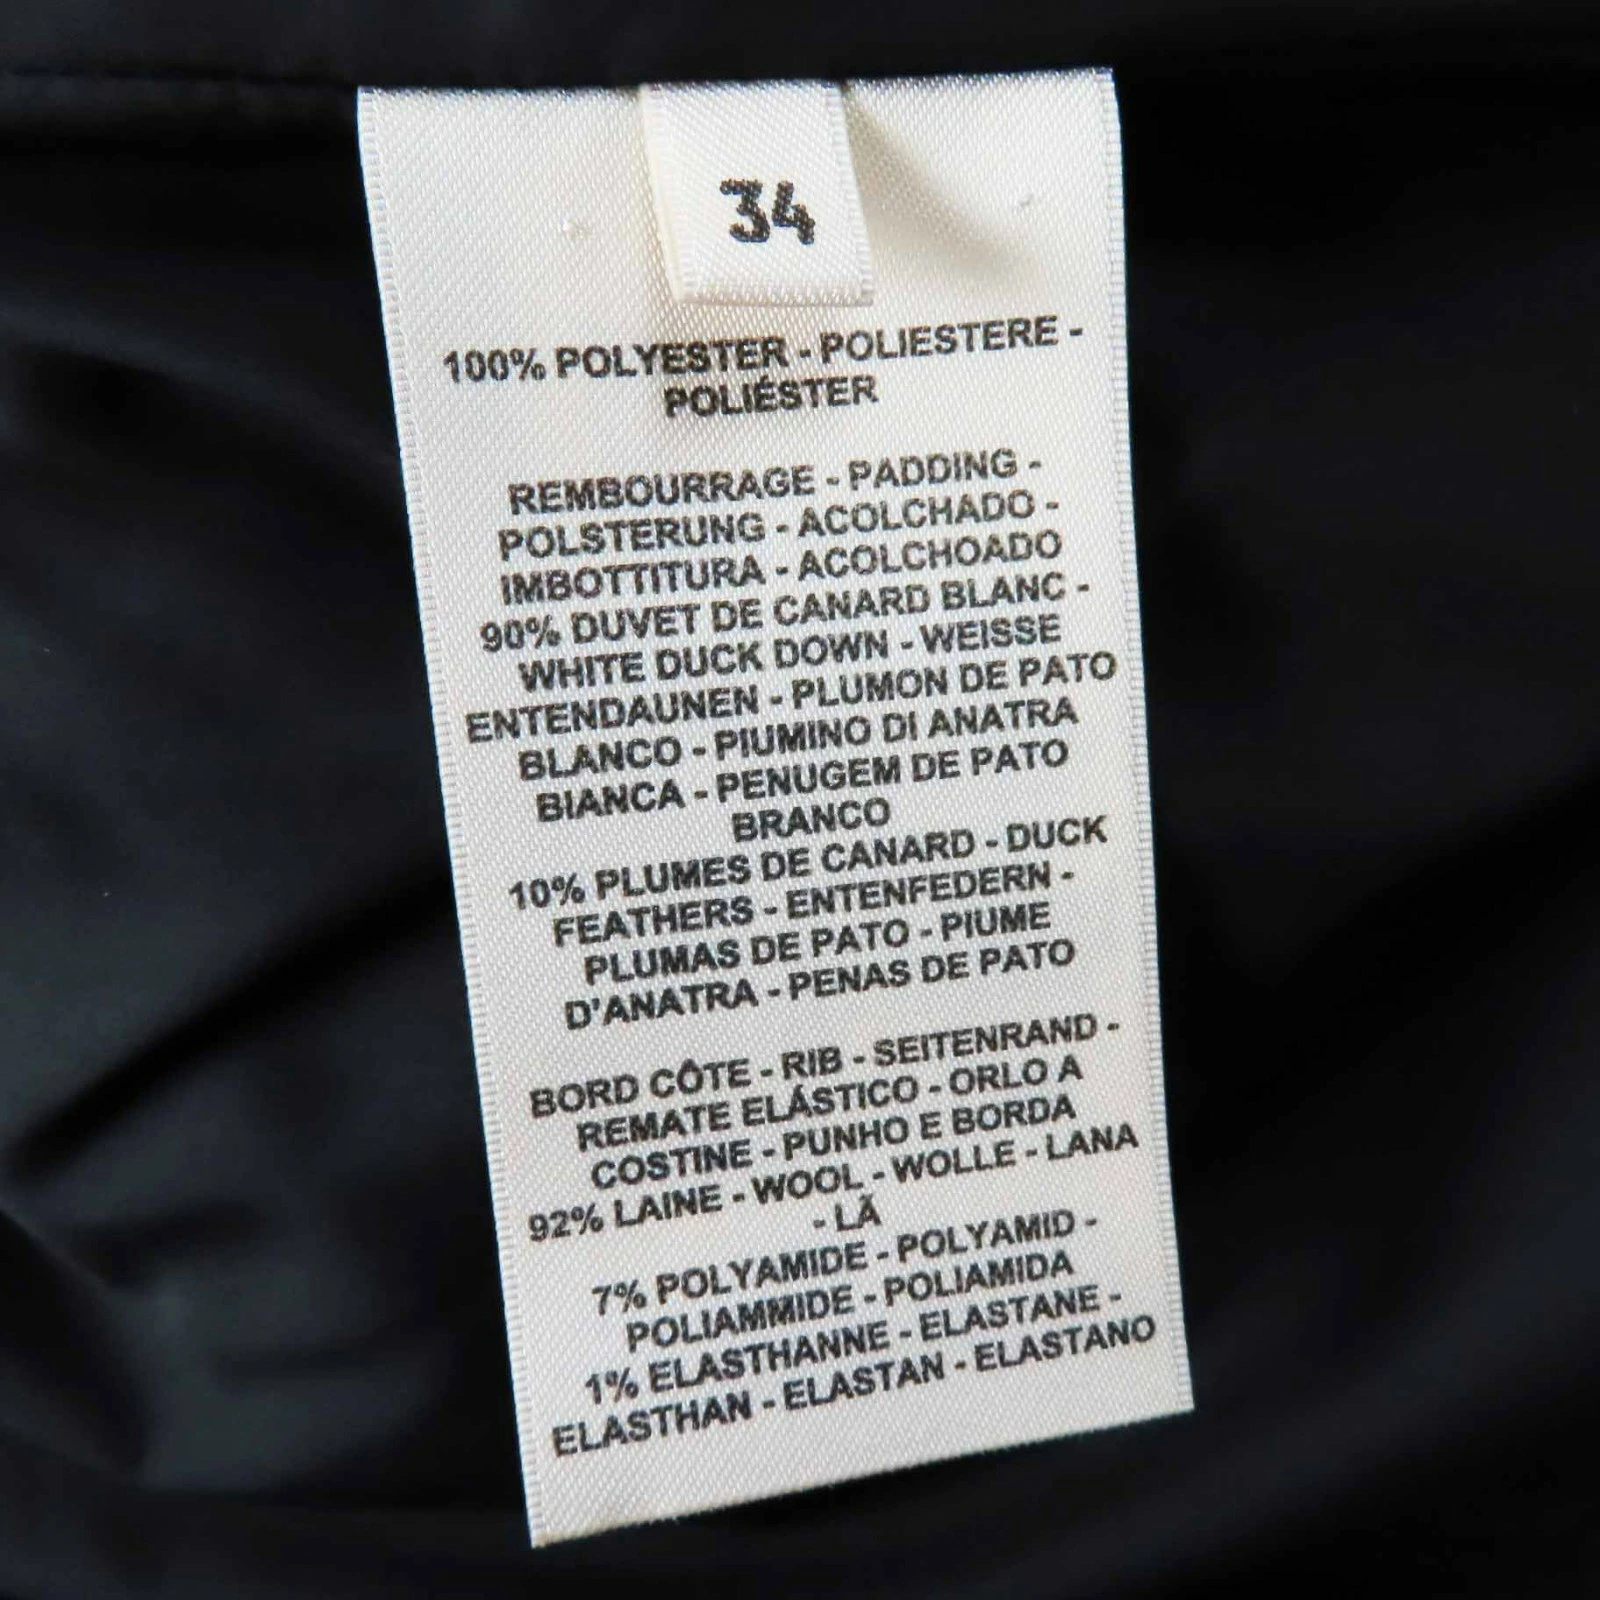 34
100% POLYESTER - POLIESTERE -
POLIÉSTER
REMBOURRAGE - PADDING -
POLSTERUNG - ACOLCHADO -
IMBOTTITURA - ACOLCHOADO
90% DUVET DE CANARD BLANC -
WHITE DUCK DOWN - WEISSE
ENTENDAUNEN - PLUMON DE PATO
BLANCO - PIUMINO DI ANATRA
BIANCA - PENUGEM DE PATO
BRANCO
10% PLUMES DE CANARD - DUCK
FEATHERS - ENTENFEDERN -
PLUMAS DE PATO - PIUME
D'ANATRA - PENAS DE PATO
BORD CÔTE - RIB - SEITENRAND -
REMATE ELÁSTICO - ORLO A
COSTINE - PUNHO E BORDA
92% LAINE - WOOL - WOLLE - LANA
- LÃ
7% POLYAMIDE - POLYAMID -
POLIAMMIDE - POLIAMIDA
1% ELASTHANNE - ELASTANE -
ELASTHAN - ELASTAN - ELASTANO